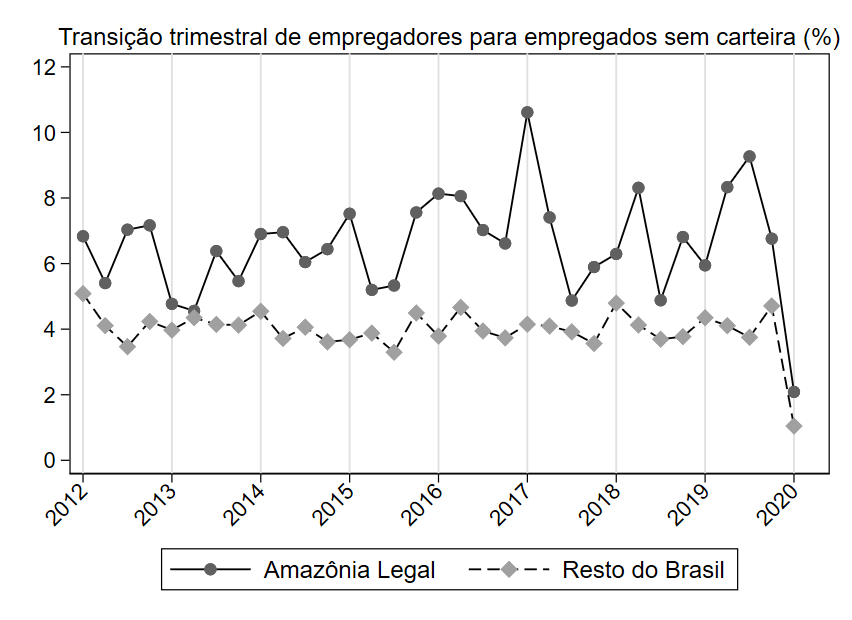 Transição trimestral de empregadores para empregados sem carteira (%)
12
10
8
6
4
2
0
2012 2013 2014 2015 2016 2017 2018 2019 2020
Amazônia Legal Resto do Brasil